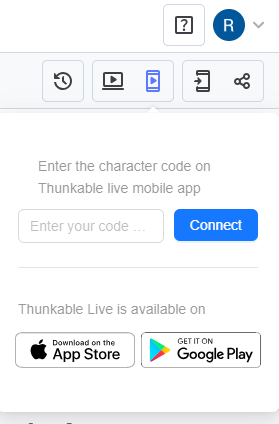 R
Enter the character code on
Thunkable live mobile app
Enter your code ...
Connect
Thunkable Live is available on
Download on the
App Store
GET IT ON
Google Play